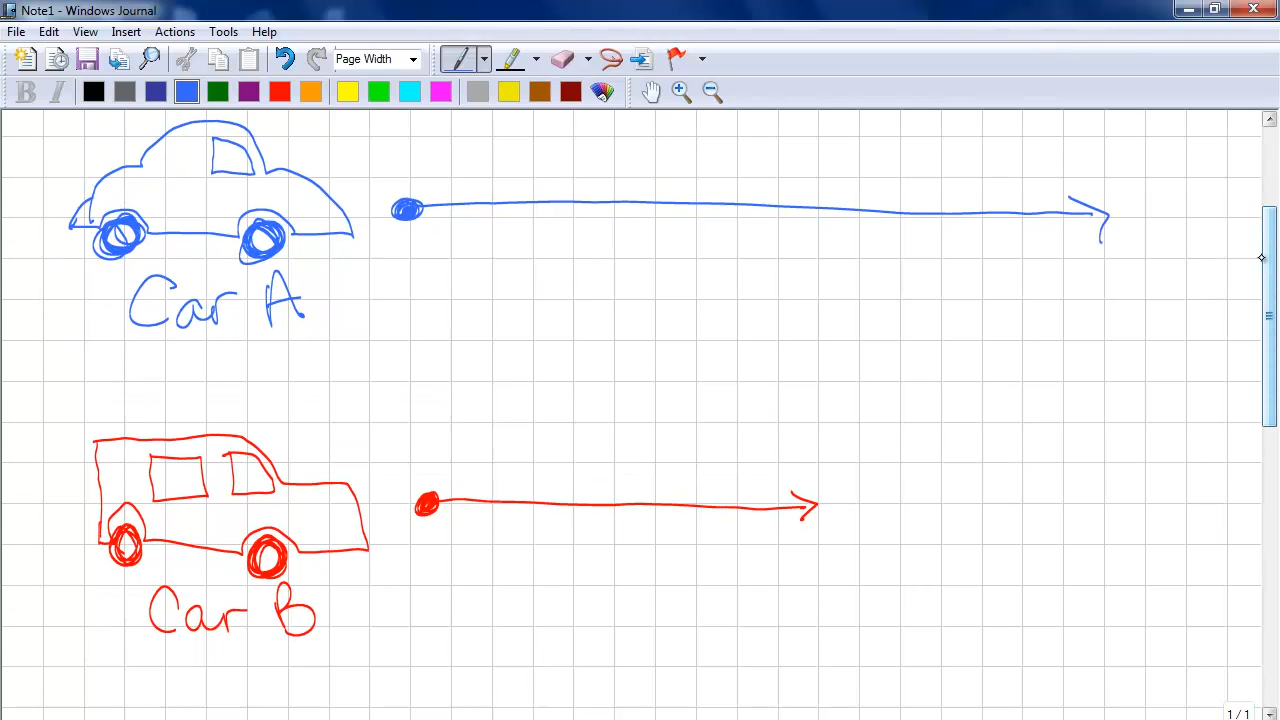 Note1 - Windows Journal
File Edit View Insert Actions Tools Help
Page Width
B I
Car A
Car B
1/1